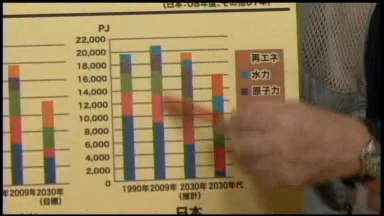 (日本:08年度、その他07年)
PJ
22,000
20,000
18,000
16,000
14,000
12,000
10,000
8,000
6,000
4,000
2,000
0
再エネ
水力
原子力
2009年 2030年
(目標)
1990年 2009年 2030年 2030年代
(推計)
日本